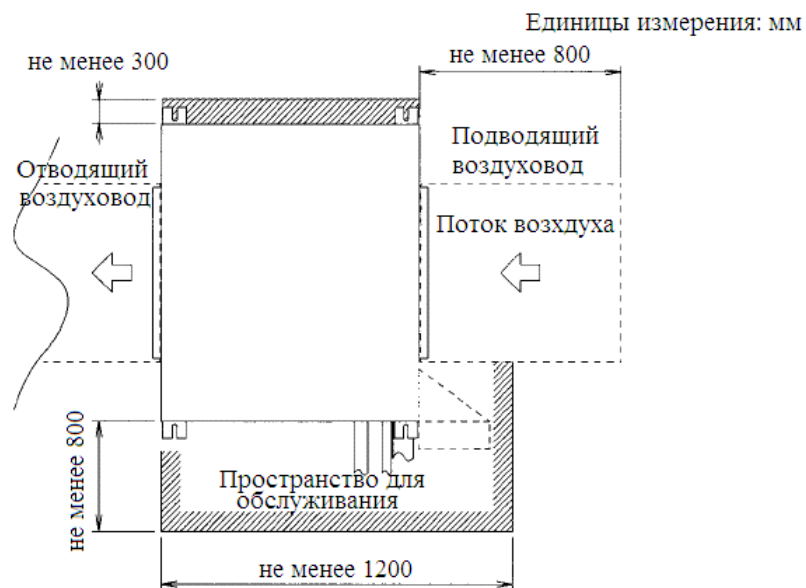 Единицы измерения: мм
не менее 300
не менее 800
Отводящий
воздуховод
Подводящий
воздуховод
Поток возхдуха
не менее 800
Пространство для
обслуживания
не менее 1200